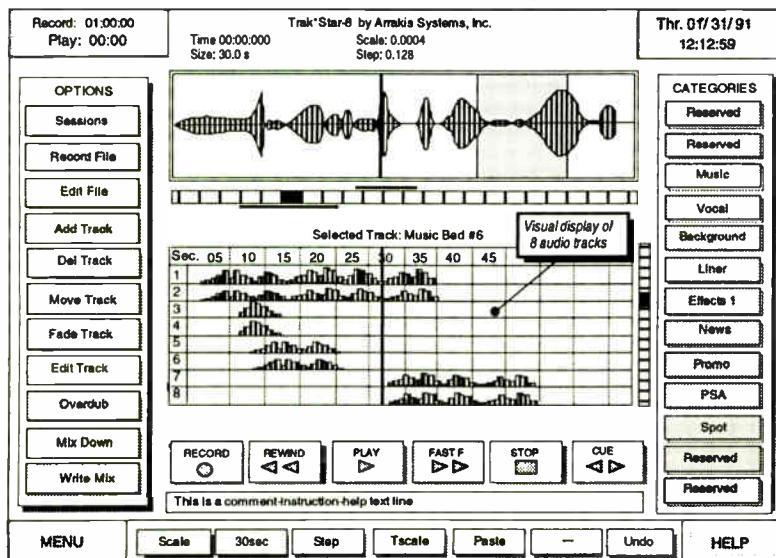 Record: 01:00:00
Play: 00:00
Trak*Star-8 by Arrakis Systems, Inc.
Time 00:00:000
Scale: 0.0004
Size: 30.0 s
Step: 0.128
Thr. 01/31/91
12:12:59
OPTIONS
Sessions
Record File
Edit File
Add Track
Del Track
Move Track
Fade Track
Edit Track
Overdub
Mix Down
Write Mix
Selected Track: Music Bed #6
Visual display of
8 audio tracks
Sec. 05 10 15 20 25 30 35 40 45
1
2
3
4
5
6
7
8
RECORD
REWIND
PLAY
FAST F
STOP
CUE
This is a comment-instruction-help text line
CATEGORIES
Reserved
Reserved
Music
Vocal
Background
Liner
Effects 1
News
Promo
PSA
Spot
Reserved
Reserved
MENU
Scale
30sec
Step
Tscale
Paste
—
Undo
HELP